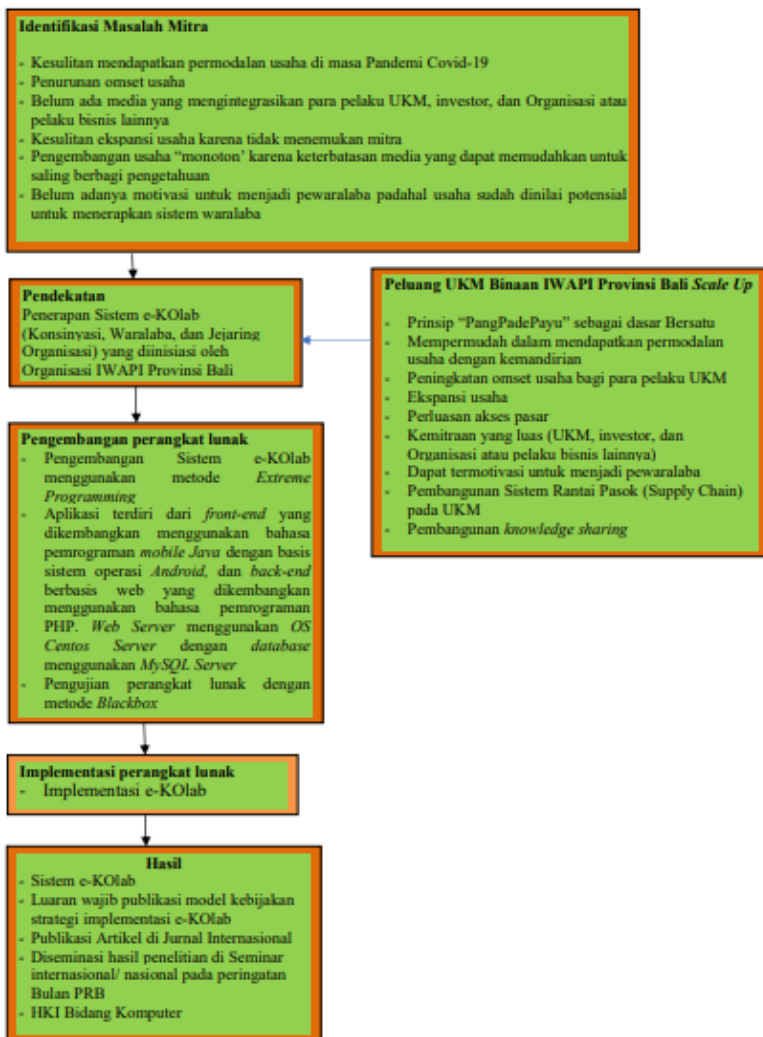 Identifikasi Masalah Mitra
- Kesulitan mendapatkan permodalan usaha di masa Pandemi Covid-19
- Penurunan omset usaha
- Belum ada media yang mengintegrasikan para pelaku UKM, investor, dan Organisasi atau
pelaku bisnis lainnya
- Kesulitan ekspansi usaha karena tidak menemukan mitra
- Pengembangan usaha “monoton’ karena keterbatasan media yang dapat memudahkan untuk
saling berbagi pengetahuan
- Belum adanya motivasi untuk menjadi pewaralaba padahal usaha sudah dinilai potensial
untuk menerapkan sistem waralaba
Pendekatan
Penerapan Sistem e-KOlab
(Konsinyasi, Waralaba, dan Jejaring
Organisasi) yang diinisiasi oleh
Organisasi IWAPI Provinsi Bali
Peluang UKM Binaan IWAPI Provinsi Bali Scale Up
- Prinsip “PangPadePayu” sebagai dasar Bersatu
- Mempermudah dalam mendapatkan permodalan
usaha dengan kemandirian
- Peningkatan omset usaha bagi para pelaku UKM
- Ekspansi usaha
- Perluasan akses pasar
- Kemitraan yang luas (UKM, investor, dan
Organisasi atau pelaku bisnis lainnya)
- Dapat termotivasi untuk menjadi pewaralaba
- Pembangunan Sistem Rantai Pasok (Supply Chain)
pada UKM
- Pembangunan knowledge sharing
Pengembangan perangkat lunak
- Pengembangan Sistem e-KOlab
menggunakan metode Extreme
Programming
- Aplikasi terdiri dari front-end yang
dikembangkan menggunakan bahasa
pemrograman mobile Java dengan basis
sistem operasi Android, dan back-end
berbasis web yang dikembangkan
menggunakan bahasa pemrograman
PHP. Web Server menggunakan OS
Centos Server dengan database
menggunakan MySQL Server
- Pengujian perangkat lunak dengan
metode Blackbox
Implementasi perangkat lunak
- Implementasi e-KOlab
Hasil
- Sistem e-KOlab
- Luaran wajib publikasi model kebijakan
strategi implementasi e-KOlab
- Publikasi Artikel di Jurnal Internasional
- Diseminasi hasil penelitian di Seminar
internasional/ nasional pada peringatan
Bulan PRB
- HKI Bidang Komputer